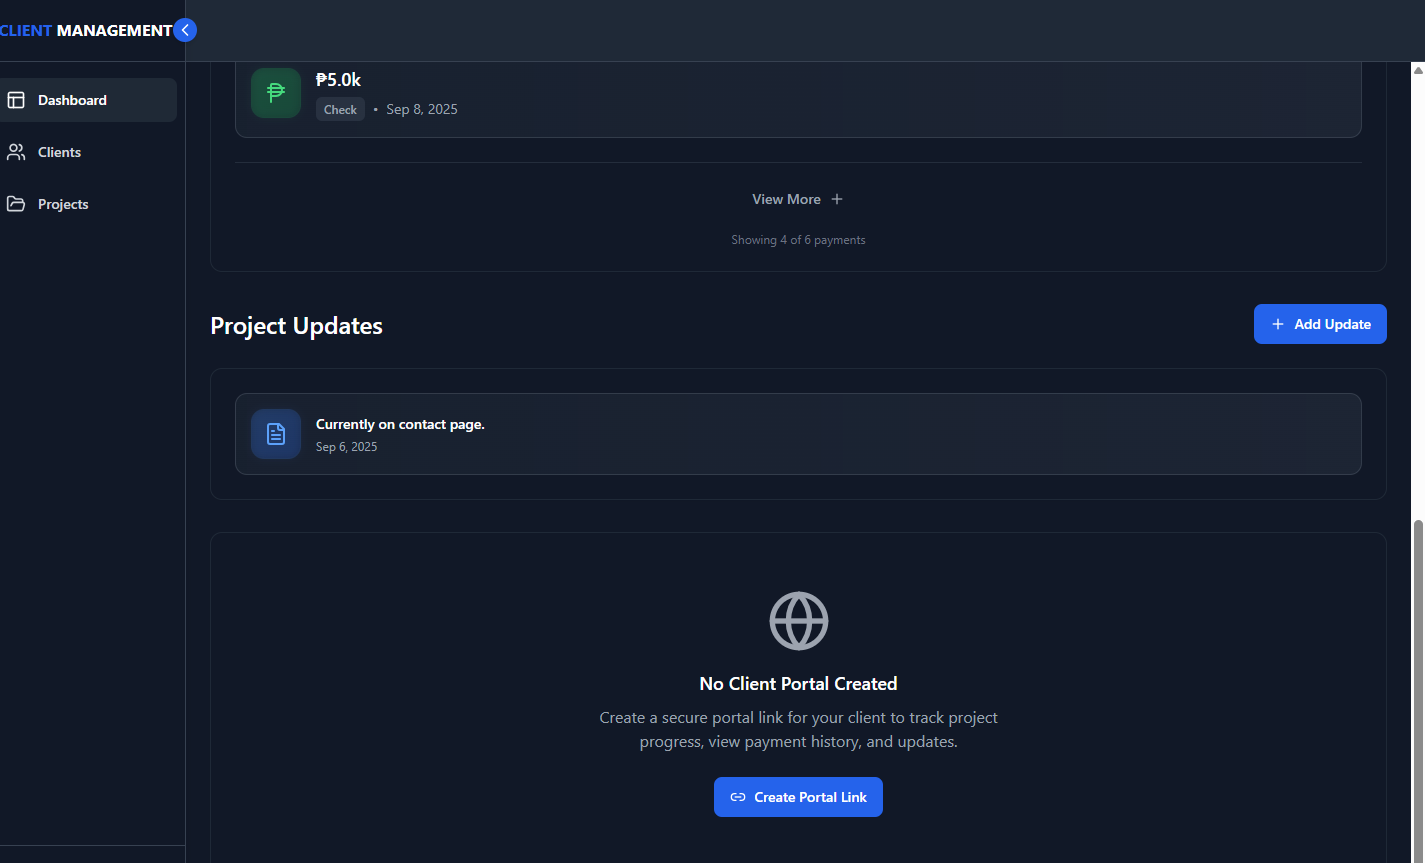 CLIENT MANAGEMENT
Dashboard
Clients
Projects
₱5.0k
Check • Sep 8, 2025
View More +
Showing 4 of 6 payments
Project Updates
+ Add Update
Currently on contact page.
Sep 6, 2025
No Client Portal Created
Create a secure portal link for your client to track project
progress, view payment history, and updates.
Create Portal Link